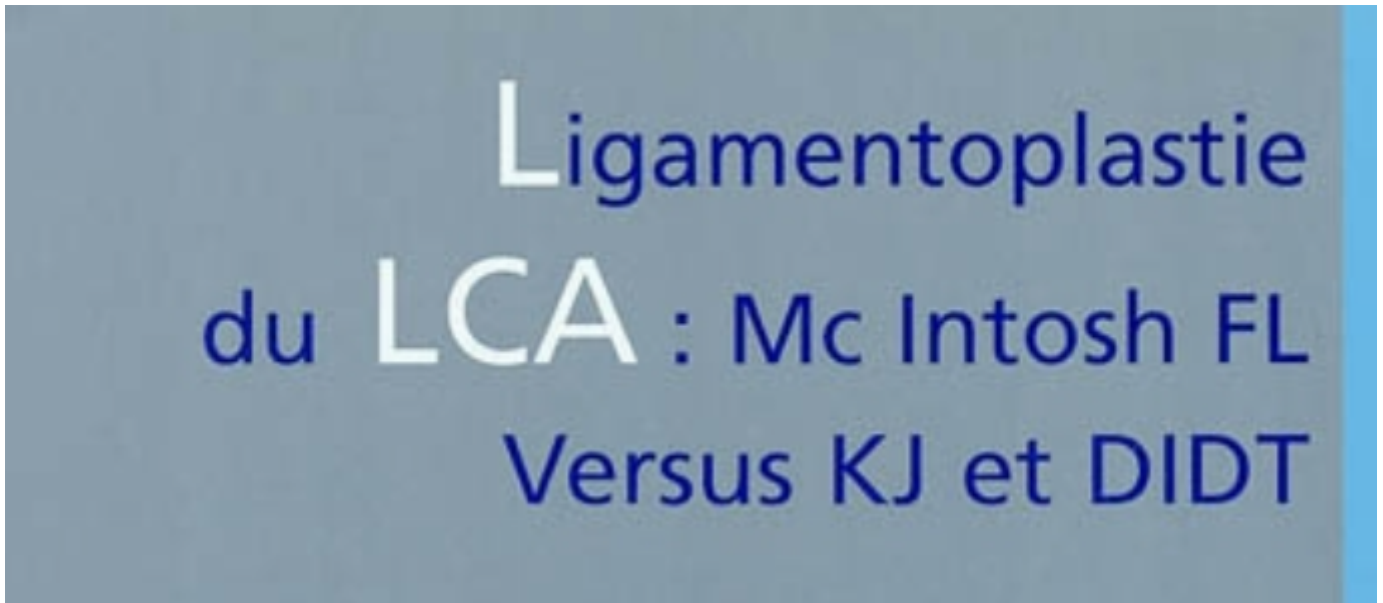 Ligamentoplastie
du LCA : Mc Intosh FL
Versus KJ et DIDT